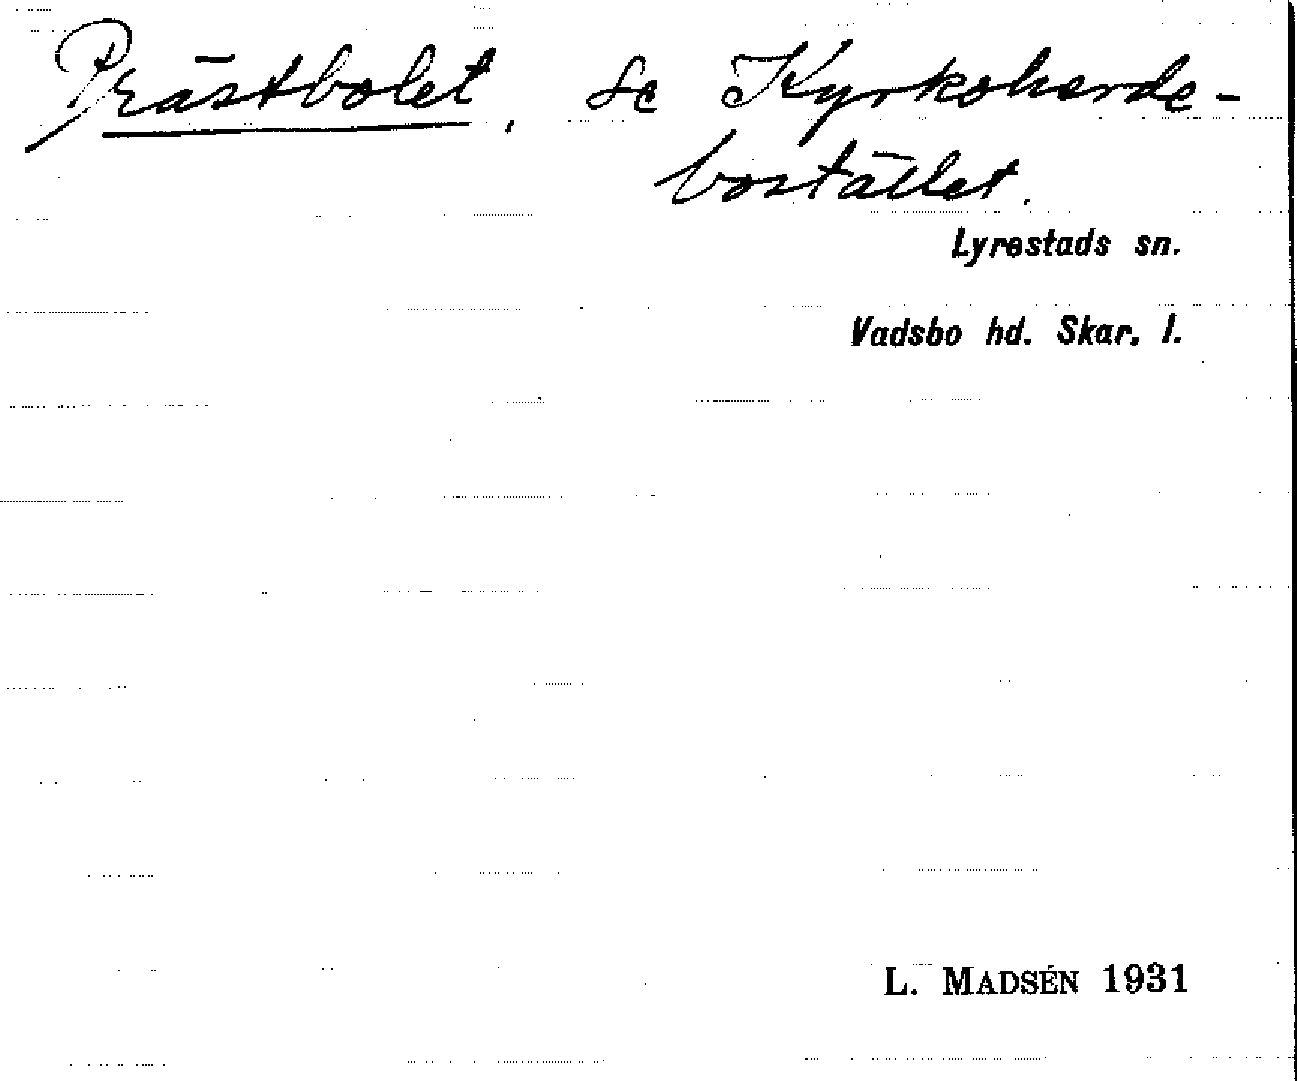 Prästbolet, se Kyrkoherde-
bostället.
Lyrestads sn.
Vadsbo hd. Skar. l.
L. MADSÉN 1931